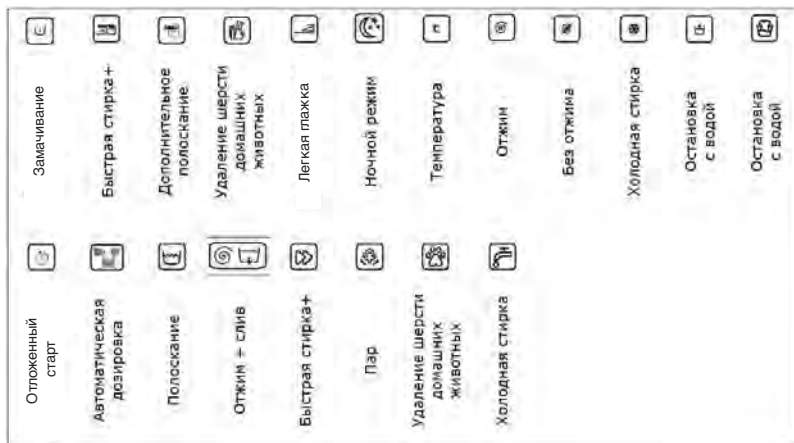 Замачивание
Быстрая стирка+
Дополнительное
полоскание
Удаление шерсти
домашних
животных
Легкая глажка
Ночной режим
Температура
Отжим
Без отжима
Холодная стирка
Остановка
с водой
Остановка
с водой
Отложенный
старт
Автоматическая
дозировка
Полоскание
Отжим + слив
Быстрая стирка+
Пар
Удаление шерсти
домашних
животных
Холодная стирка